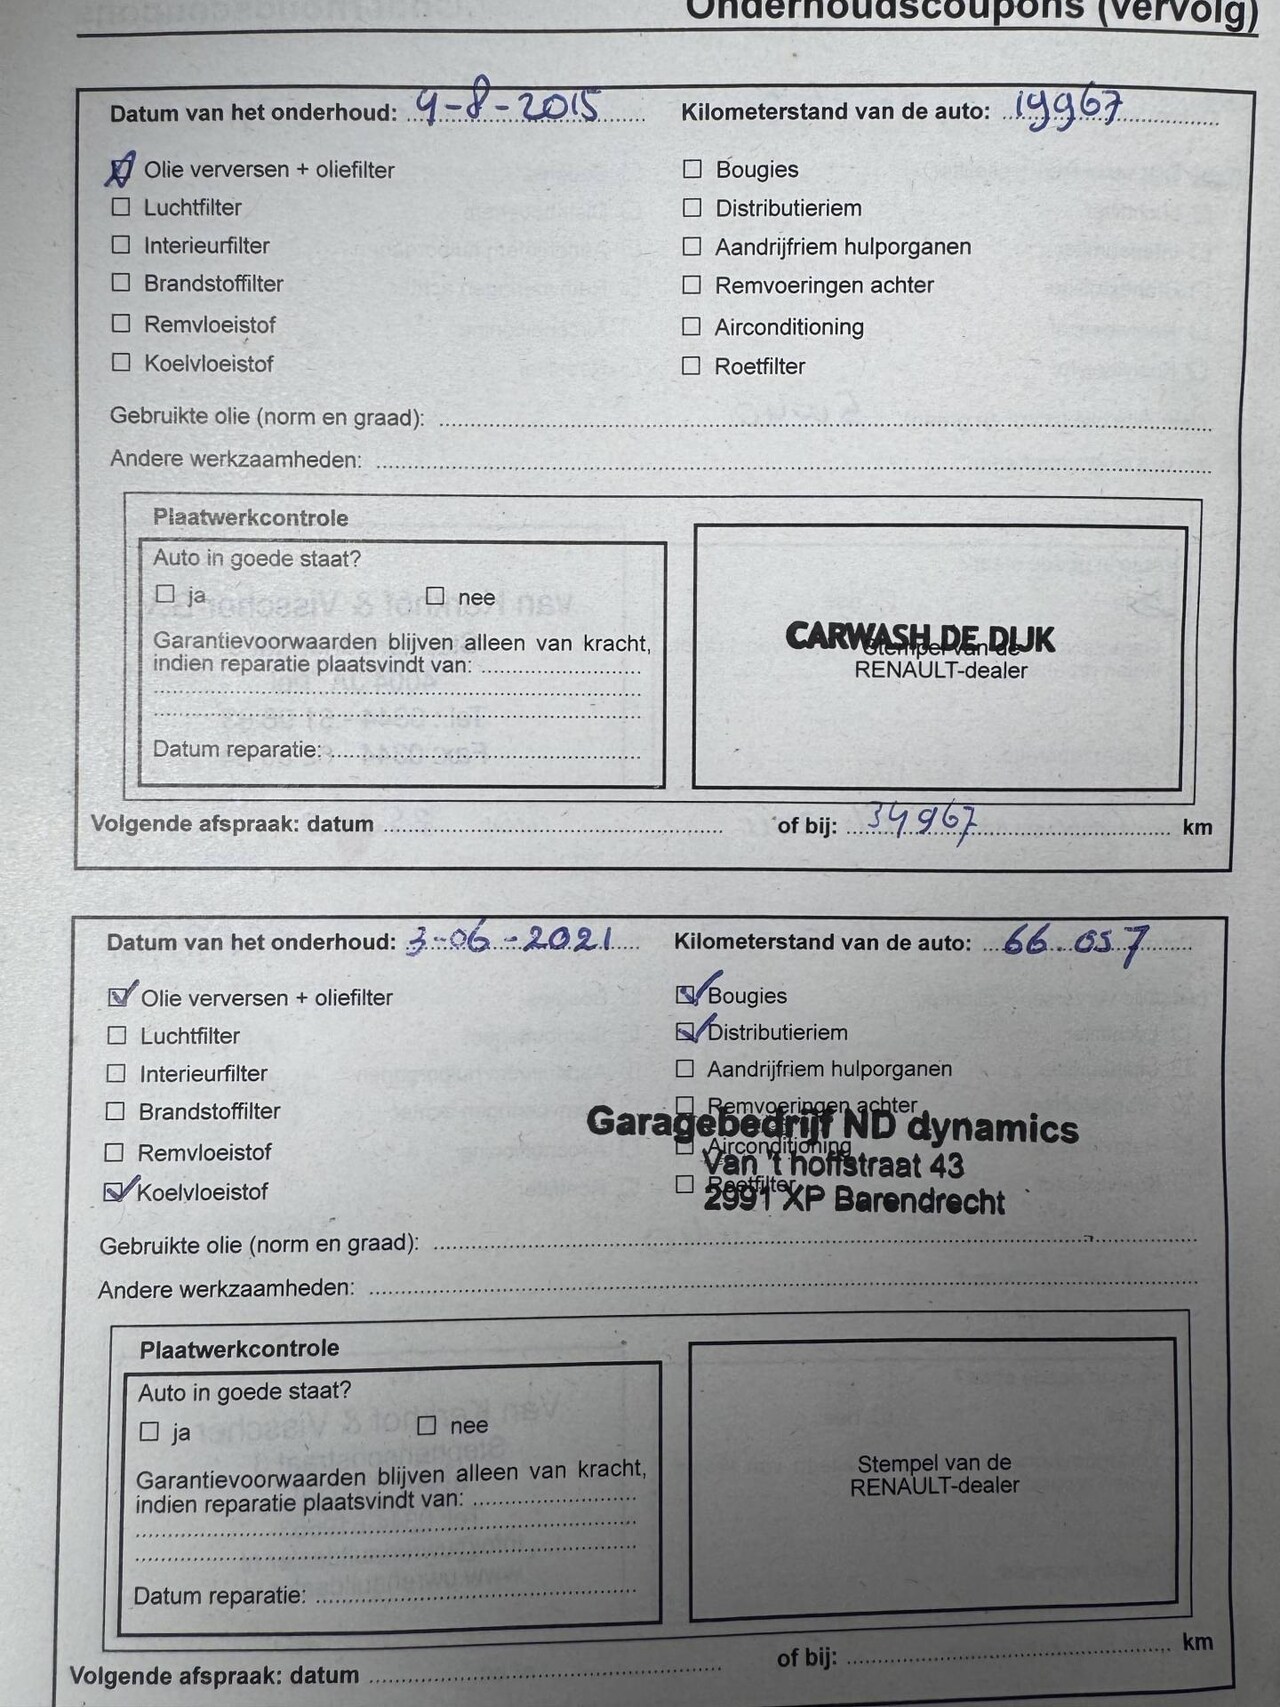 Onderhoudscoupons (vervolg)
Datum van het onderhoud: 4-8-2015 Kilometerstand van de auto: 19967
Olie verversen + oliefilter Bougies
Luchtfilter Distributieriem
Interieurfilter Aandrijfriem hulporganen
Brandstoffilter Remvoeringen achter
Remvloeistof Airconditioning
Koelvloeistof Roetfilter
Gebruikte olie (norm en graad):
Andere werkzaamheden:
Plaatwerkcontrole
Auto in goede staat?
ja nee
Garantievoorwaarden blijven alleen van kracht,
indien reparatie plaatsvindt van:
Datum reparatie:
CARWASH DE DIJK
Stempel van de
RENAULT-dealer
Volgende afspraak: datum of bij: 34967 km
Datum van het onderhoud: 3-06-2021 Kilometerstand van de auto: 66.057
Olie verversen + oliefilter Bougies
Luchtfilter Distributieriem
Interieurfilter Aandrijfriem hulporganen
Brandstoffilter Remvoeringen achter
Remvloeistof Airconditioning
Koelvloeistof Roetfilter
Garagebedrijf ND dynamics
Van 't hoffstraat 43
2991 XP Barendrecht
Gebruikte olie (norm en graad):
Andere werkzaamheden:
Plaatwerkcontrole
Auto in goede staat?
ja nee
Garantievoorwaarden blijven alleen van kracht,
indien reparatie plaatsvindt van:
Datum reparatie:
Stempel van de
RENAULT-dealer
Volgende afspraak: datum of bij: km